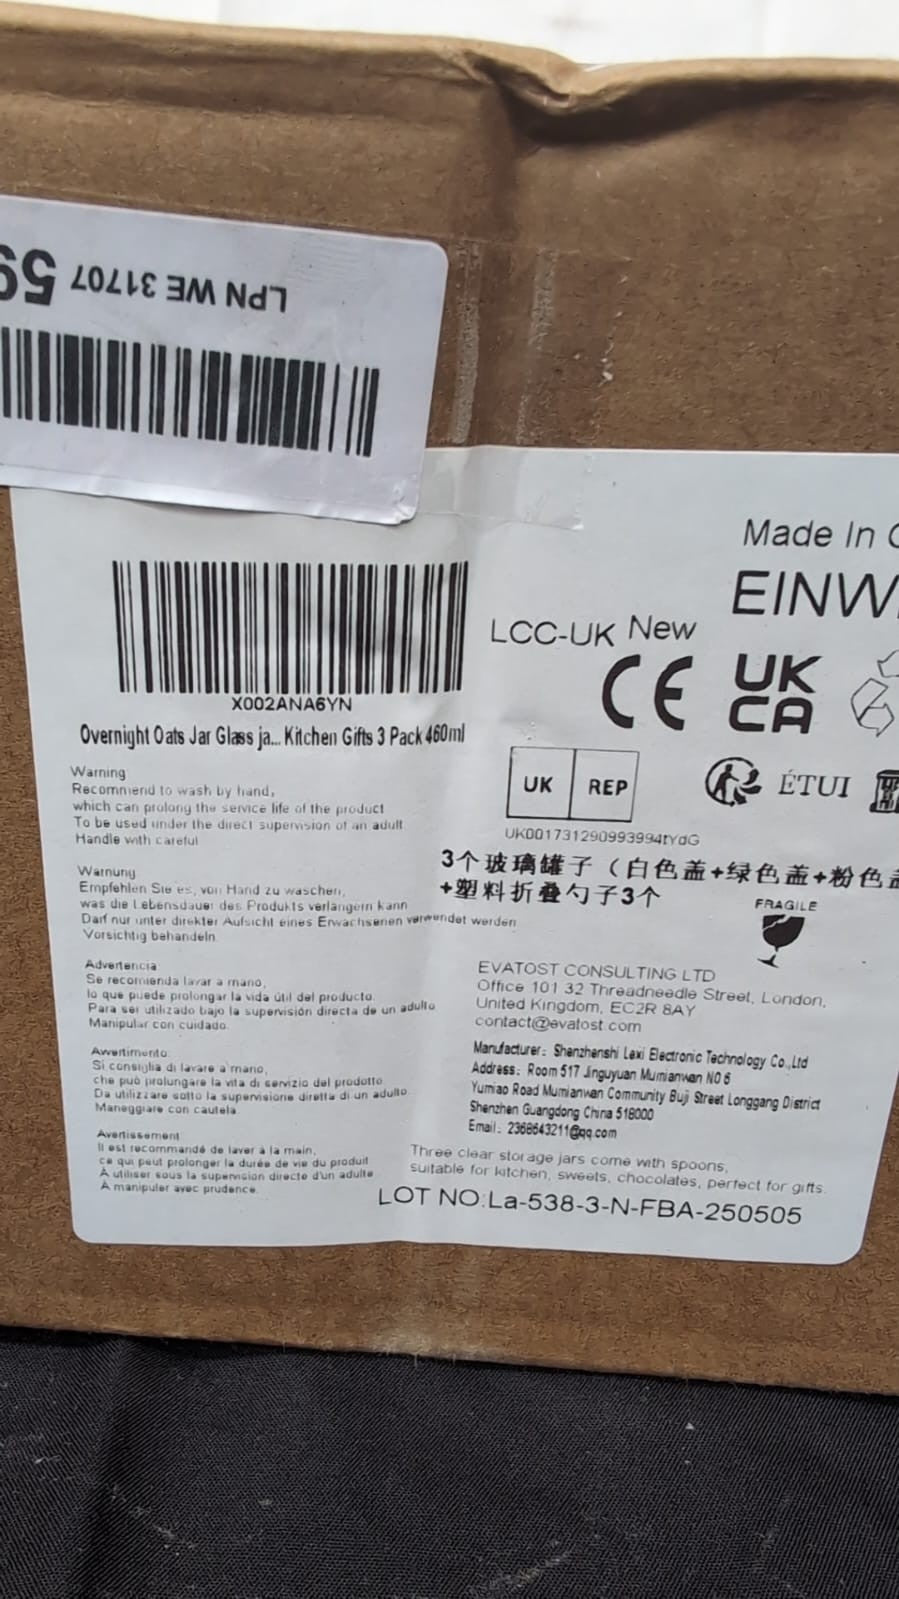 LPN WE 31707 59
Made In
EINW
LCC-UK New
CE
UK
CA
X002ANA6YN
Overnight Oats Jar Glass ja... Kitchen Gifts 3 Pack 460ml
UK REP
ÉTUI
UK001731290993994tYdG
3个玻璃罐子（白色盖+绿色盖+粉色盖
+塑料折叠勺子3个
FRAGILE
Warning
Recommend to wash by hand,
which can prolong the service life of the product
To be used under the direct supervision of an adult
Handle with careful
Warnung
Empfehlen Sie es, von Hand zu waschen,
was die Lebensdauer des Produkts verlängern kann
Darf nur unter direkter Aufsicht eines Erwachsenen verwendet werden
Vorsichtig behandeln
Advertencia
Se recomienda lavar a mano,
lo que puede prolongar la vida útil del producto.
Para ser utilizado bajo la supervisión directa de un adulto
Manipular con cuidado.
Avvertimento:
Si consiglia di lavare a mano,
che può prolungare la vita di servizio del prodotto
Da utilizzare sotto la supervisione diretta di un adulto.
Maneggiare con cautela.
Avertissement
Il est recommandé de laver à la main,
ce qui peut prolonger la durée de vie du produit
À utiliser sous la supervision directe d'un adulte
À manipuler avec prudence.
EVATOST CONSULTING LTD
Office 101 32 Threadneedle Street, London,
United Kingdom, EC2R 8AY
contact@evatost.com
Manufacturer: Shenzhenshi Lexi Electronic Technology Co.,Ltd
Address: Room 517 Jinguyuan Mumianwan NO 6
Yumiao Road Mumianwan Community Buji Street Longgang District
Shenzhen Guangdong China 518000
Email: 2368643211@qq.com
Three clear storage jars come with spoons,
suitable for kitchen, sweets, chocolates, perfect for gifts.
LOT NO:La-538-3-N-FBA-250505